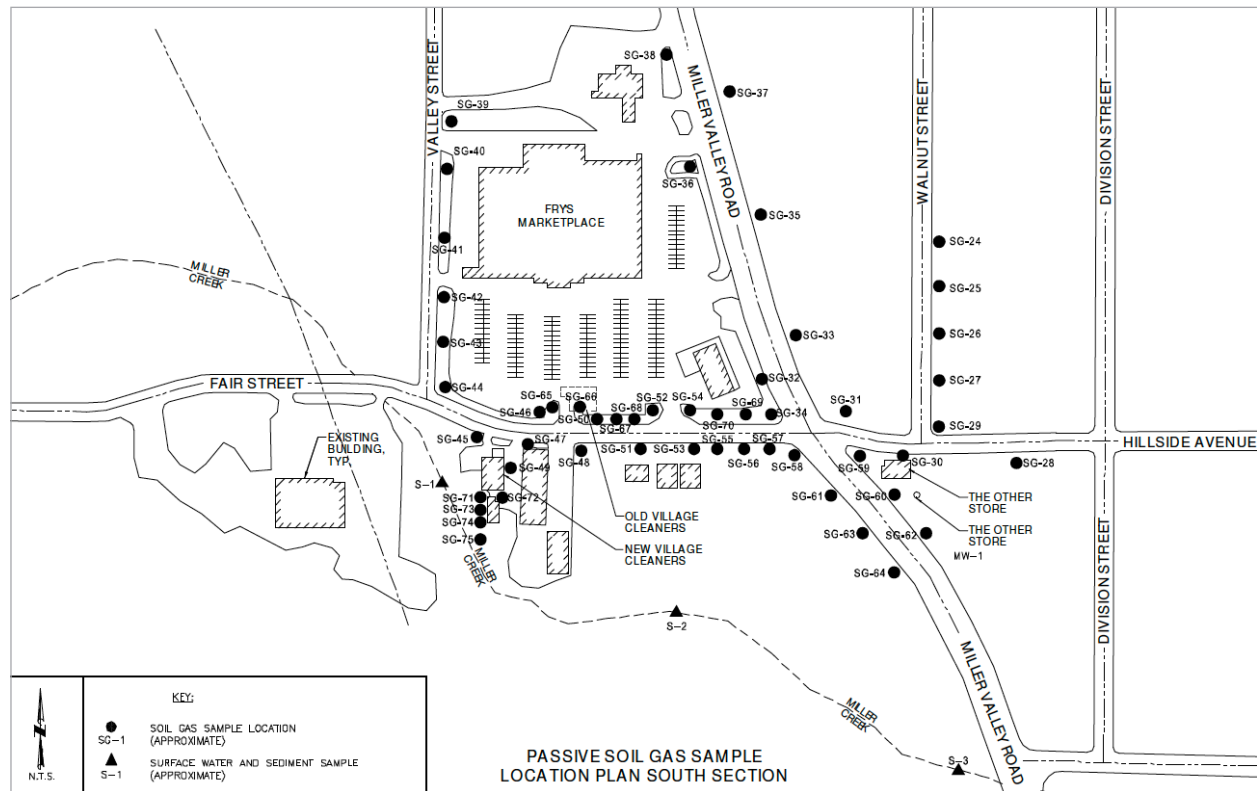 SG-38
MILLER VALLEY ROAD
SG-37
VALLEY STREET
WALNUT STREET
DIVISION STREET
SG-39
SG-40
SG-36
FRY'S
MARKETPLACE
SG-35
SG-41
SG-24
MILLER
CREEK
SG-25
SG-42
SG-43
SG-33
SG-26
SG-44
SG-32
SG-27
FAIR STREET
SG-65
SG-66
SG-68
SG-52
SG-54
SG-69
SG-31
SG-46
SG-50
SG-67
SG-70
SG-34
SG-29
HILLSIDE AVENUE
SG-45
SG-47
SG-48
SG-51
SG-53
SG-55
SG-57
SG-56
SG-58
SG-59
SG-30
SG-28
EXISTING
BUILDING,
TYP.
SG-49
S-1
SG-71
SG-72
SG-73
SG-74
SG-75
SG-61
SG-60
THE OTHER
STORE
OLD VILLAGE
CLEANERS
SG-63
SG-62
THE OTHER
STORE
MW-1
NEW VILLAGE
CLEANERS
MILLER
CREEK
SG-64
DIVISION STREET
S-2
MILLER VALLEY ROAD
MILLER
CREEK
S-3
N.T.S.
KEY:
SG-1
SOIL GAS SAMPLE LOCATION
(APPROXIMATE)
S-1
SURFACE WATER AND SEDIMENT SAMPLE
(APPROXIMATE)
PASSIVE SOIL GAS SAMPLE
LOCATION PLAN SOUTH SECTION